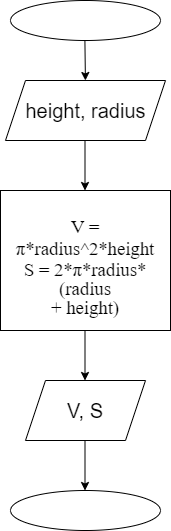 height, radius
V =
π*radius^2*height
S = 2*π*radius*
(radius
+ height)
V, S